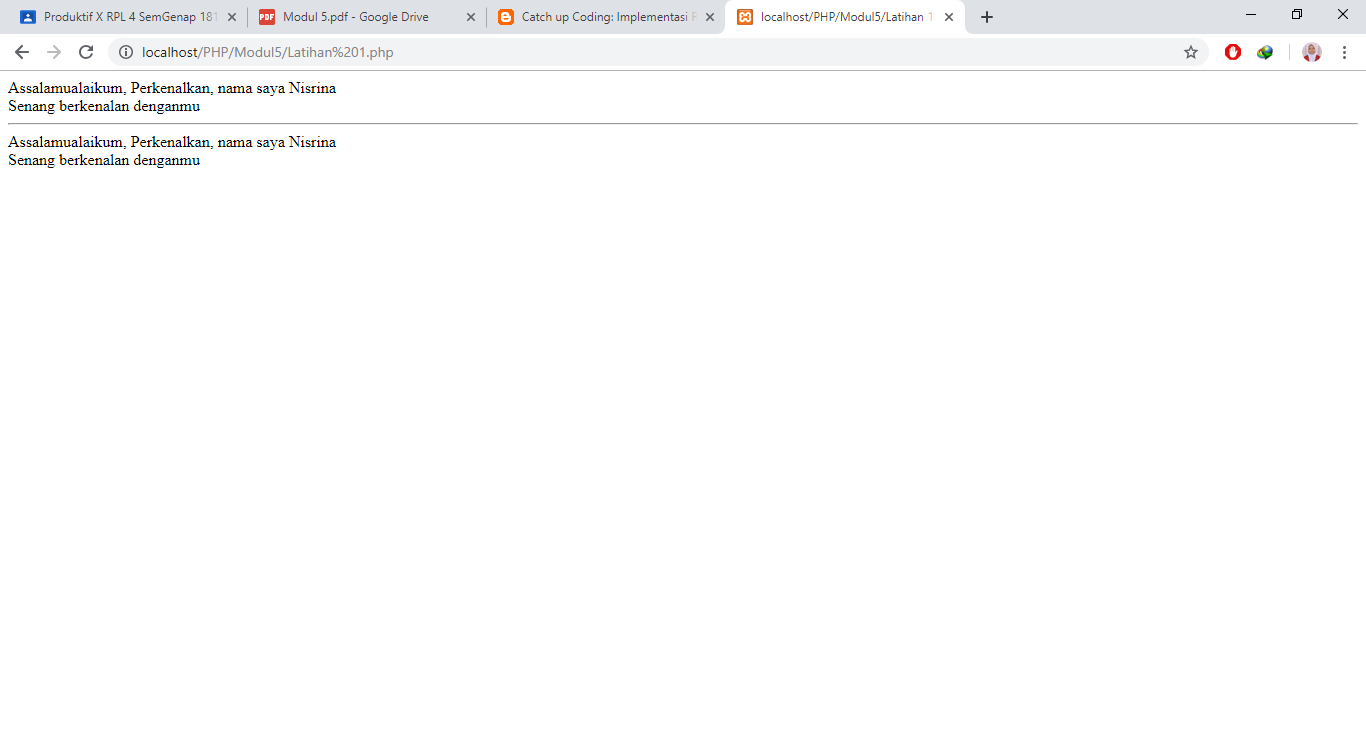 Produktif X RPL 4 SemGenap 181
PDF Modul 5.pdf - Google Drive
Catch up Coding: Implementasi
localhost/PHP/Modul5/Latihan 1
localhost/PHP/Modul5/Latihan%201.php
Assalamualaikum, Perkenalkan, nama saya Nisrina
Senang berkenalan denganmu
Assalamualaikum, Perkenalkan, nama saya Nisrina
Senang berkenalan denganmu